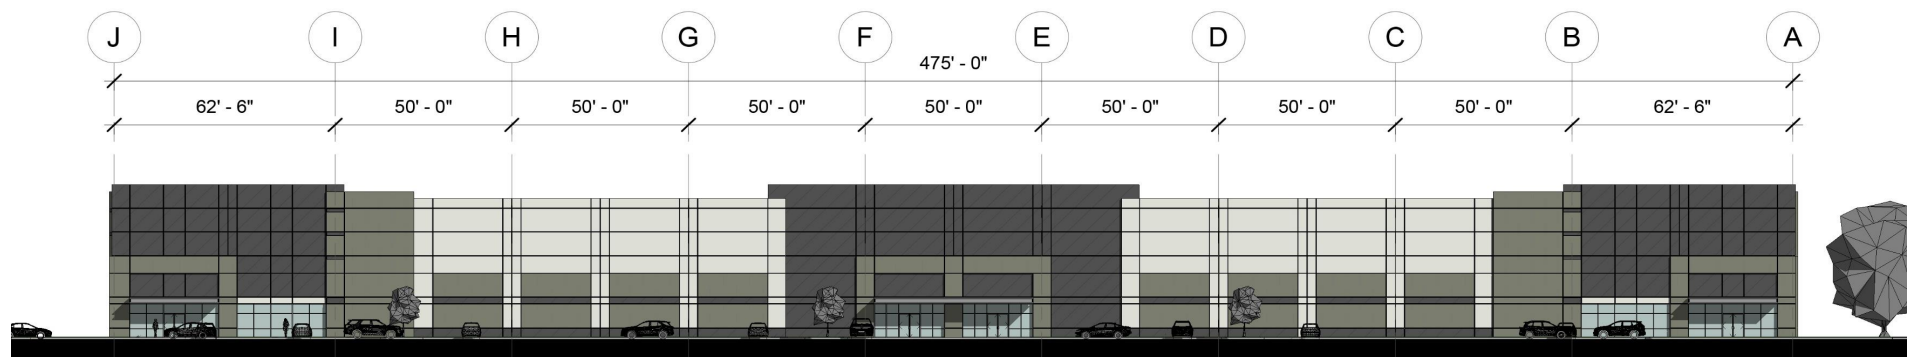 J I H G F E D C B A
475' - 0"
62' - 6" 50' - 0" 50' - 0" 50' - 0" 50' - 0" 50' - 0" 50' - 0" 50' - 0" 62' - 6"